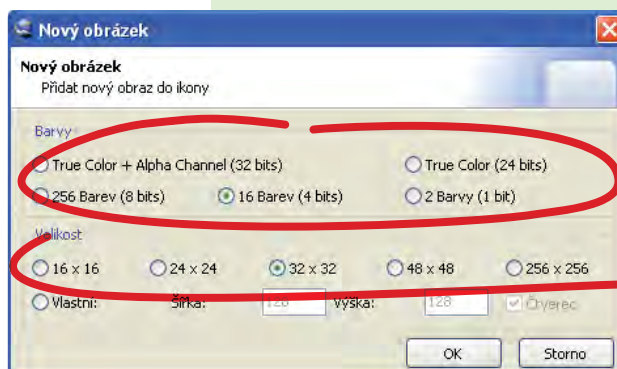 Nový obrázek
Nový obrázek
Přidat nový obraz do ikony
Barvy
True Color + Alpha Channel (32 bits) True Color (24 bits)
256 Barev (8 bits) 16 Barev (4 bits) 2 Barvy (1 bit)
Velikost
16 x 16 24 x 24 32 x 32 48 x 48 256 x 256
Vlastní: Šířka: 128 Výška: 128 Čtverec
OK Storno